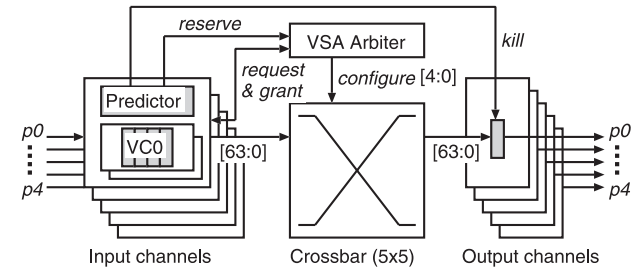 reserve
VSA Arbiter
kill
request
& grant
configure [4:0]
Predictor
VC0
p0
p4
[63:0]
[63:0]
p0
p4
Input channels
Crossbar (5x5)
Output channels